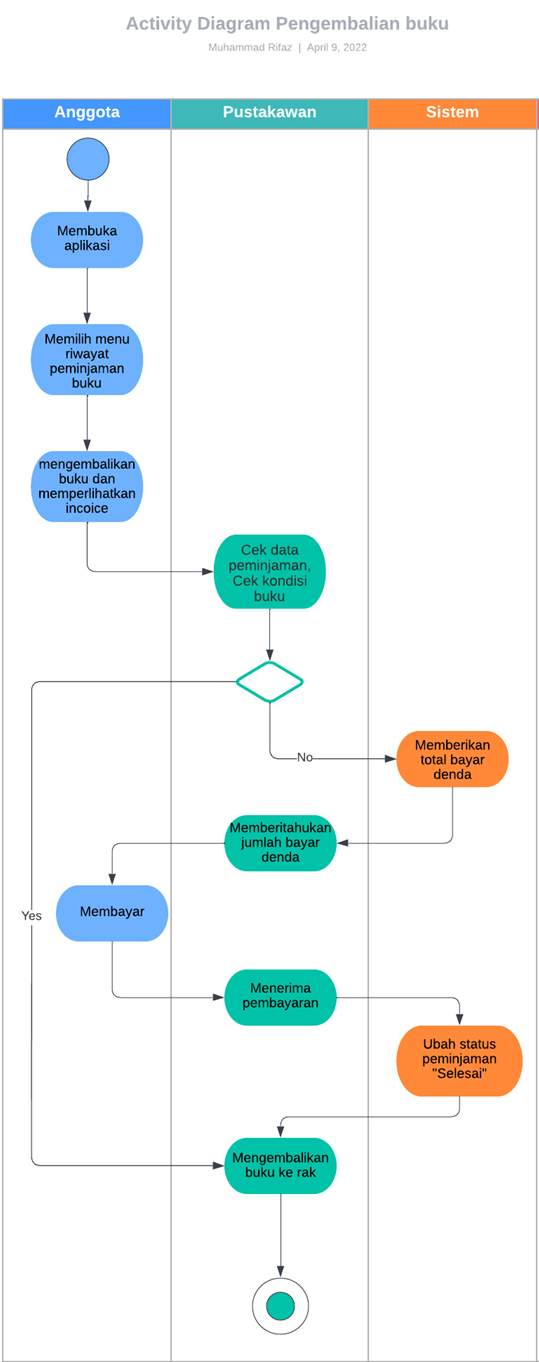 Activity Diagram Pengembalian buku
Muhammad Rifaz | April 9, 2022
Anggota
Pustakawan
Sistem
Membuka
aplikasi
Memilih menu
riwayat
peminjaman
buku
mengembalikan
buku dan
memperlihatkan
incoice
Cek data
peminjaman,
Cek kondisi
buku
No
Memberikan
total bayar
denda
Memberitahukan
jumlah bayar
denda
Membayar
Yes
Menerima
pembayaran
Ubah status
peminjaman
"Selesai"
Mengembalikan
buku ke rak